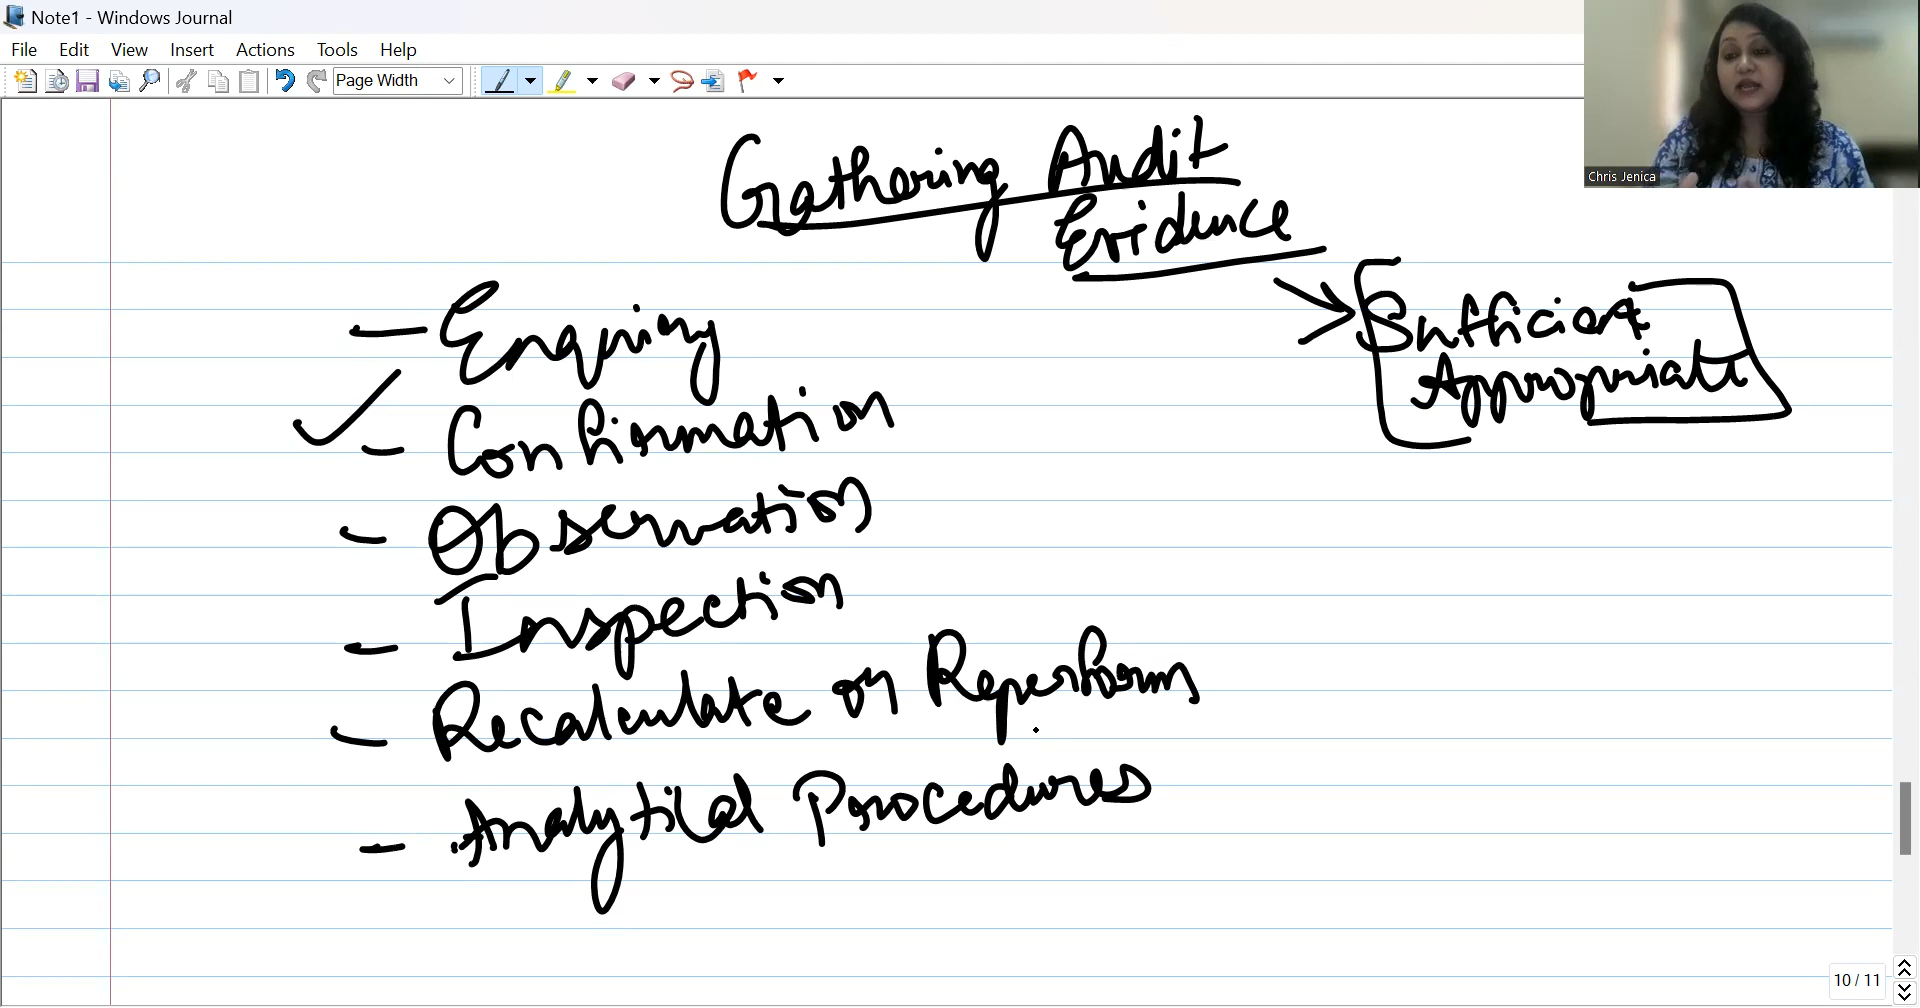 Note1 - Windows Journal
File Edit View Insert Actions Tools Help
Page Width
Chris Jenica
Gathering Audit
Evidence
Sufficient
Appropriate
- Enquiry
- Confirmation
- Observation
- Inspection
- Recalculate or Reperform
- Analytical Procedures
10 / 11